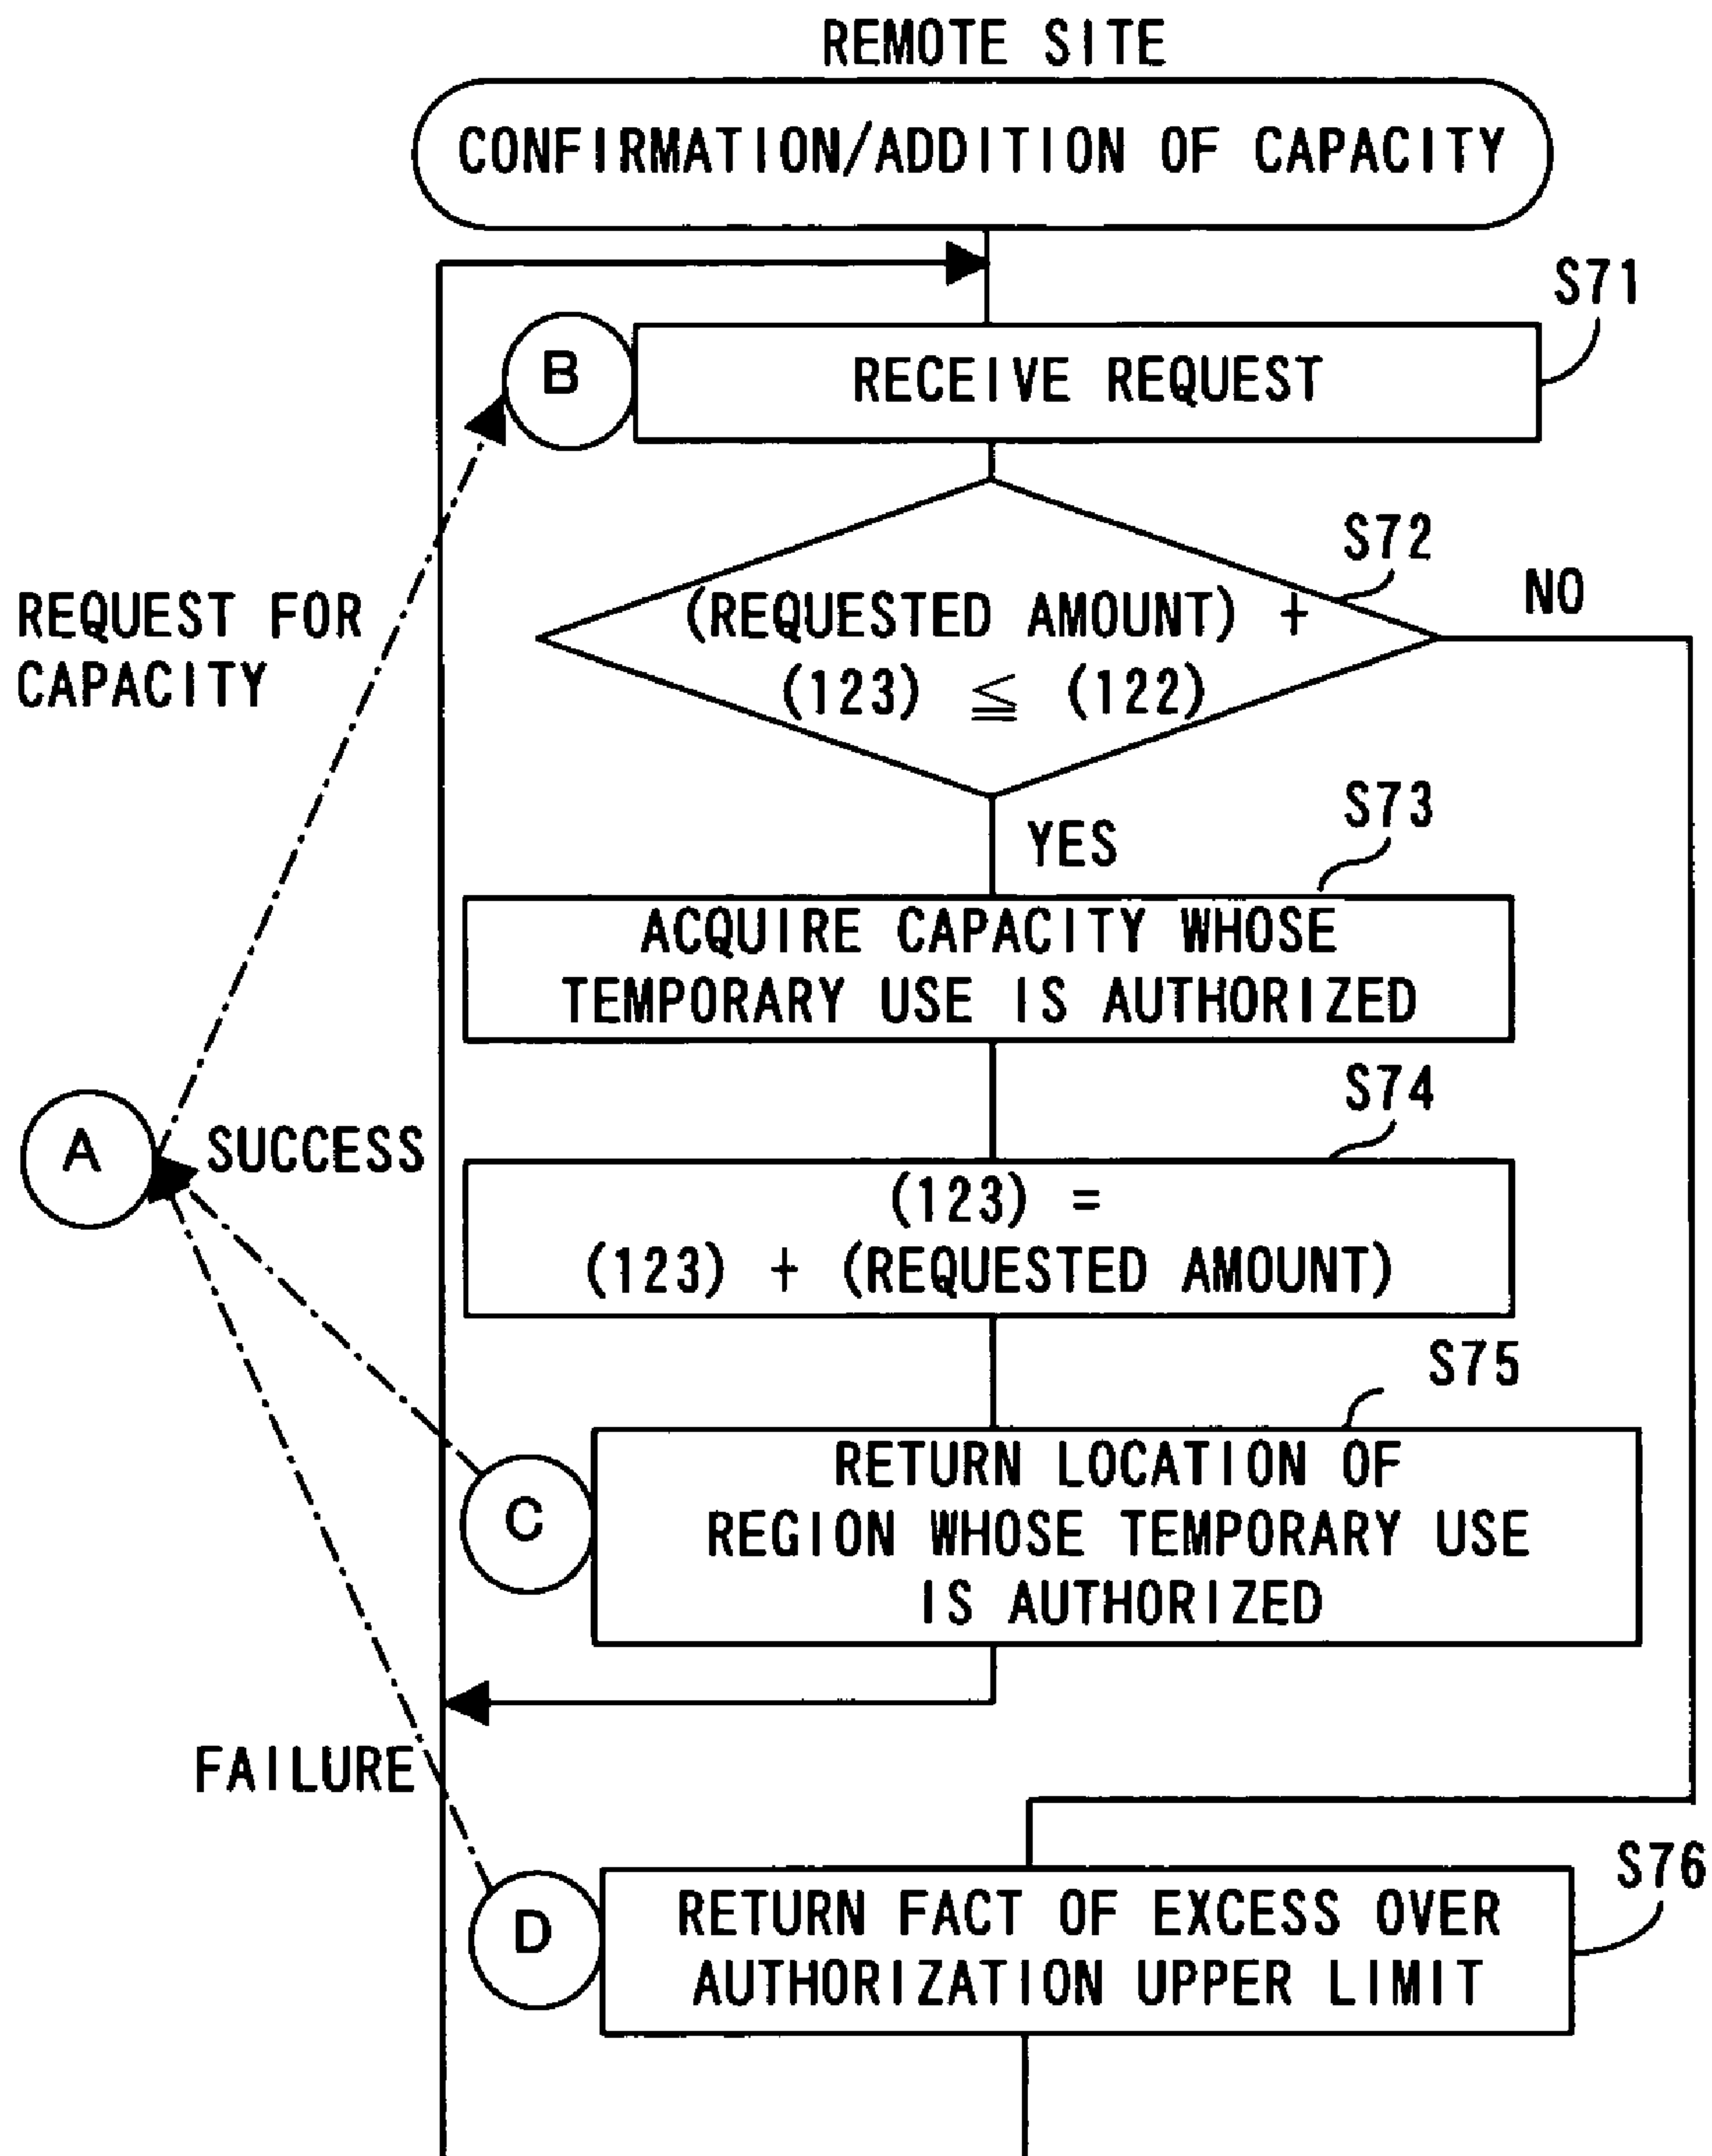 REMOTE SITE
CONFIRMATION/ADDITION OF CAPACITY
S71
B
RECEIVE REQUEST
S72
NO
REQUEST FOR
CAPACITY
(REQUESTED AMOUNT) +
(123) ≦ (122)
YES
S73
ACQUIRE CAPACITY WHOSE
TEMPORARY USE IS AUTHORIZED
S74
A
SUCCESS
(123) =
(123) + (REQUESTED AMOUNT)
S75
C
RETURN LOCATION OF
REGION WHOSE TEMPORARY USE
IS AUTHORIZED
FAILURE
S76
D
RETURN FACT OF EXCESS OVER
AUTHORIZATION UPPER LIMIT